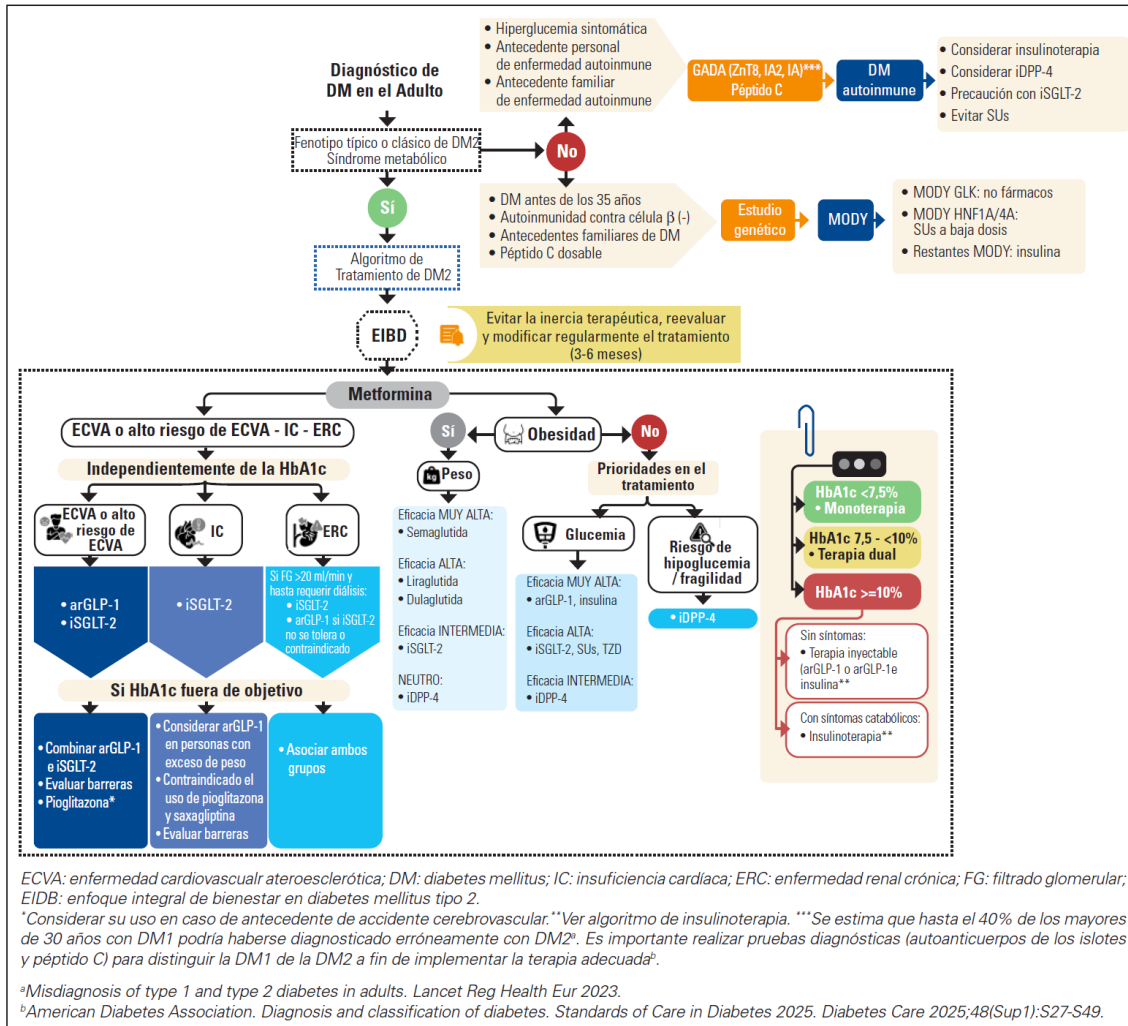 Diagnóstico de
DM en el Adulto
Fenotipo típico o clásico de DM2
Síndrome metabólico
No
• Hiperglucemia sintomática
• Antecedente personal
de enfermedad autoinmune
• Antecedente familiar
de enfermedad autoinmune
GADA (ZnT8, IA2, IA)***
Péptido C
DM
autoinmune
• Considerar insulinoterapia
• Considerar iDPP-4
• Precaución con iSGLT-2
• Evitar SUs
• DM antes de los 35 años
• Autoinmunidad contra célula β (-)
• Antecedentes familiares de DM
• Péptido C dosable
Estudio
genético
MODY
• MODY GLK: no fármacos
• MODY HNF1A/4A:
SUs a baja dosis
• Restantes MODY: insulina
Sí
Algoritmo de
Tratamiento de DM2
EIBD
Evitar la inercia terapéutica, reevaluar
y modificar regularmente el tratamiento
(3-6 meses)
Metformina
ECVA o alto riesgo de ECVA - IC - ERC
Independientemente de la HbA1c
ECVA o alto
riesgo de
ECVA
IC
ERC
• arGLP-1
• iSGLT-2
• iSGLT-2
Si FG >20 ml/min y
hasta requerir diálisis:
• iSGLT-2
• arGLP-1 si iSGLT-2
no se tolera o
contraindicado
Si HbA1c fuera de objetivo
• Combinar arGLP-1
e iSGLT-2
• Evaluar barreras
• Pioglitazona*
• Considerar arGLP-1
en personas con
exceso de peso
• Contraindicado el
uso de pioglitazona
y saxagliptina
• Evaluar barreras
• Asociar ambos
grupos
Sí
Obesidad
No
kg
Peso
Eficacia MUY ALTA:
• Semaglutida
Eficacia ALTA:
• Liraglutida
• Dulaglutida
Eficacia INTERMEDIA:
• iSGLT-2
NEUTRO:
• iDPP-4
Prioridades en el
tratamiento
Glucemia
Eficacia MUY ALTA:
• arGLP-1, insulina
Eficacia ALTA:
• iSGLT-2, SUs, TZD
Eficacia INTERMEDIA:
• iDPP-4
Riesgo de
hipoglucemia
/ fragilidad
• iDPP-4
HbA1c <7,5%
• Monoterapia
HbA1c 7,5 - <10%
• Terapia dual
HbA1c >=10%
Sin síntomas:
• Terapia inyectable
(arGLP-1 o arGLP-1e
insulina**
Con síntomas catabólicos:
• Insulinoterapia**
ECVA: enfermedad cardiovascualr ateroesclerótica; DM: diabetes mellitus; IC: insuficiencia cardíaca; ERC: enfermedad renal crónica; FG: filtrado glomerular;
EIDB: enfoque integral de bienestar en diabetes mellitus tipo 2.
*Considerar su uso en caso de antecedente de accidente cerebrovascular.**Ver algoritmo de insulinoterapia. ***Se estima que hasta el 40% de los mayores
de 30 años con DM1 podría haberse diagnosticado erróneamente con DM2ª. Es importante realizar pruebas diagnósticas (autoanticuerpos de los islotes
y péptido C) para distinguir la DM1 de la DM2 a fin de implementar la terapia adecuadaᵇ.
ªMisdiagnosis of type 1 and type 2 diabetes in adults. Lancet Reg Health Eur 2023.
ᵇAmerican Diabetes Association. Diagnosis and classification of diabetes. Standards of Care in Diabetes 2025. Diabetes Care 2025;48(Sup1):S27-S49.